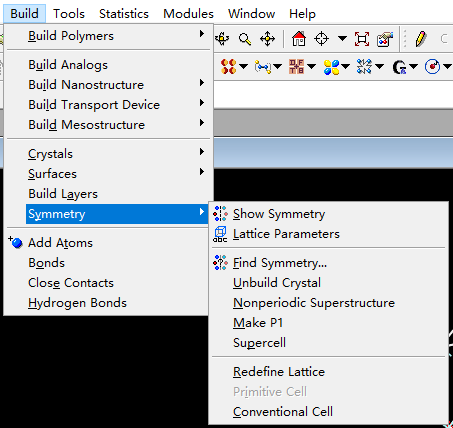 Build Tools Statistics Modules Window Help
Build Polymers
Build Analogs
Build Nanostructure
Build Transport Device
Build Mesostructure
Crystals
Surfaces
Build Layers
Symmetry
Add Atoms
Bonds
Close Contacts
Hydrogen Bonds
Show Symmetry
Lattice Parameters
Find Symmetry...
Unbuild Crystal
Nonperiodic Superstructure
Make P1
Supercell
Redefine Lattice
Primitive Cell
Conventional Cell